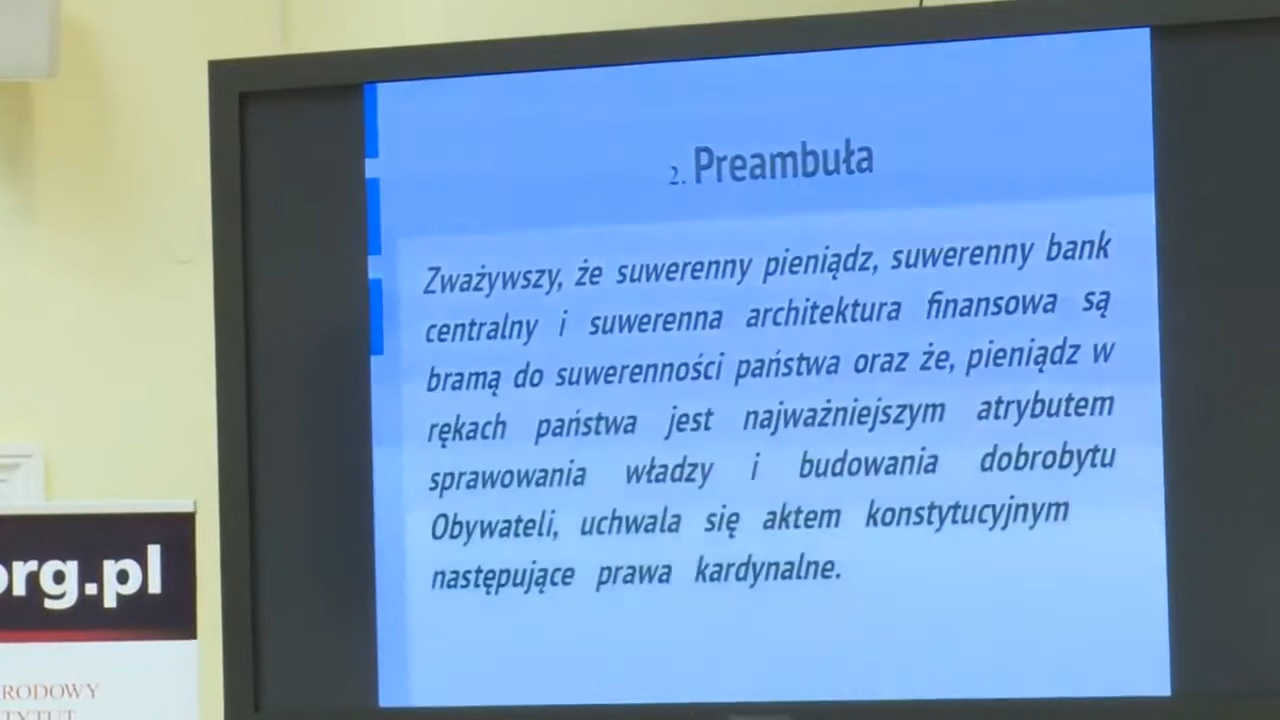 2. Preambuła
Zważywszy, że suwerenny pieniądz, suwerenny bank
centralny i suwerenna architektura finansowa są
bramą do suwerenności państwa oraz że, pieniądz w
rękach państwa jest najważniejszym atrybutem
sprawowania władzy i budowania dobrobytu
Obywateli, uchwala się aktem konstytucyjnym
następujące prawa kardynalne.
org.pl
RODOWY
TYTUT